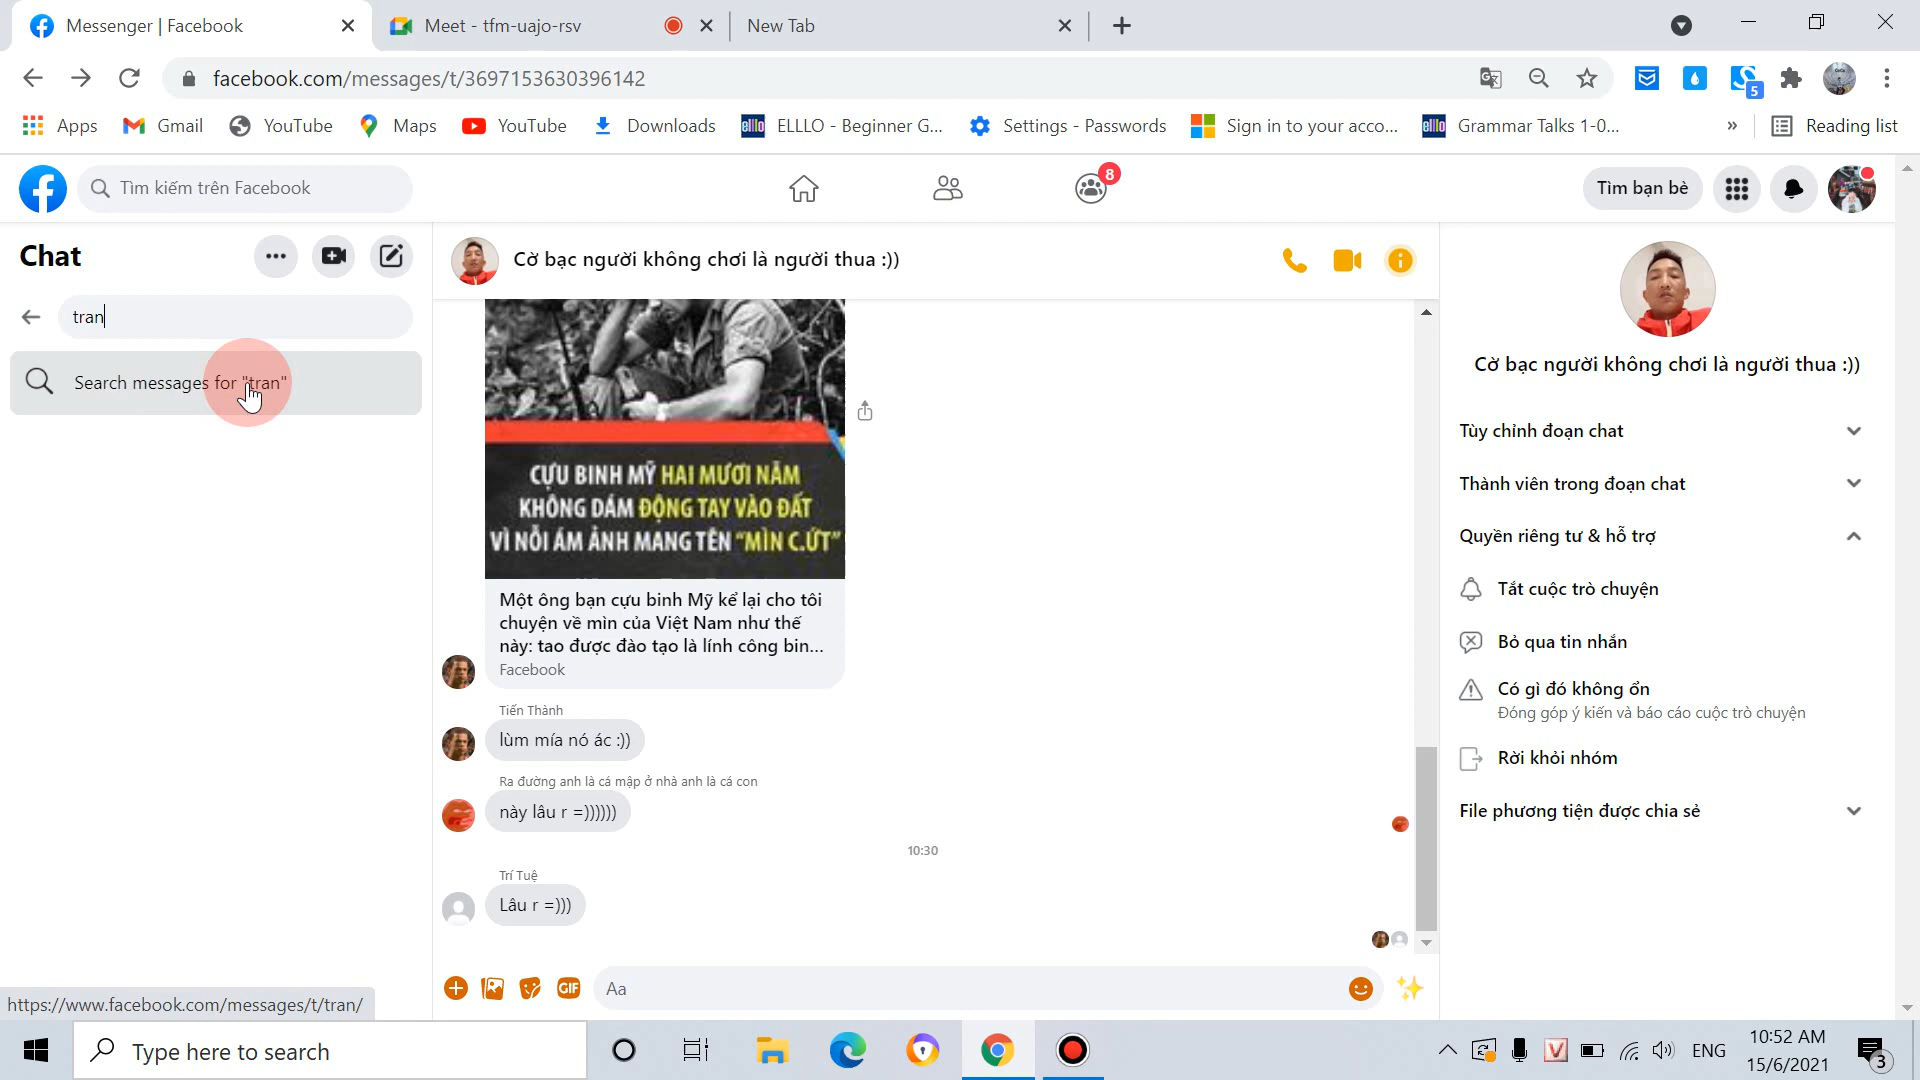 Messenger | Facebook
Meet - tfm-uajo-rsv
New Tab
facebook.com/messages/t/3697153630396142
5
Apps
Gmail
YouTube
Maps
YouTube
Downloads
elllo
ELLLO - Beginner G...
Settings - Passwords
Sign in to your acco...
elllo
Grammar Talks 1-0...
»
Reading list
Tìm kiếm trên Facebook
8
Tìm bạn bè
Chat
tran
Search messages for "tran"
Cờ bạc người không chơi là người thua :))
CỰU BINH MỸ HAI MƯƠI NĂM
KHÔNG DÁM ĐỘNG TAY VÀO ĐẤT
VÌ NỖI ÁM ẢNH MANG TÊN "MÌN C.ỨT"
Một ông bạn cựu binh Mỹ kể lại cho tôi
chuyện về mìn của Việt Nam như thế
này: tao được đào tạo là lính công bin...
Facebook
Tiến Thành
lùm mía nó ác :))
Ra đường anh là cá mập ở nhà anh là cá con
này lâu r =))))))
10:30
Trí Tuệ
Lâu r =)))
GIF
Aa
Cờ bạc người không chơi là người thua :))
Tùy chỉnh đoạn chat
Thành viên trong đoạn chat
Quyền riêng tư & hỗ trợ
Tắt cuộc trò chuyện
Bỏ qua tin nhắn
Có gì đó không ổn
Đóng góp ý kiến và báo cáo cuộc trò chuyện
Rời khỏi nhóm
File phương tiện được chia sẻ
https://www.facebook.com/messages/t/tran/
Type here to search
V
ENG
10:52 AM
15/6/2021
3